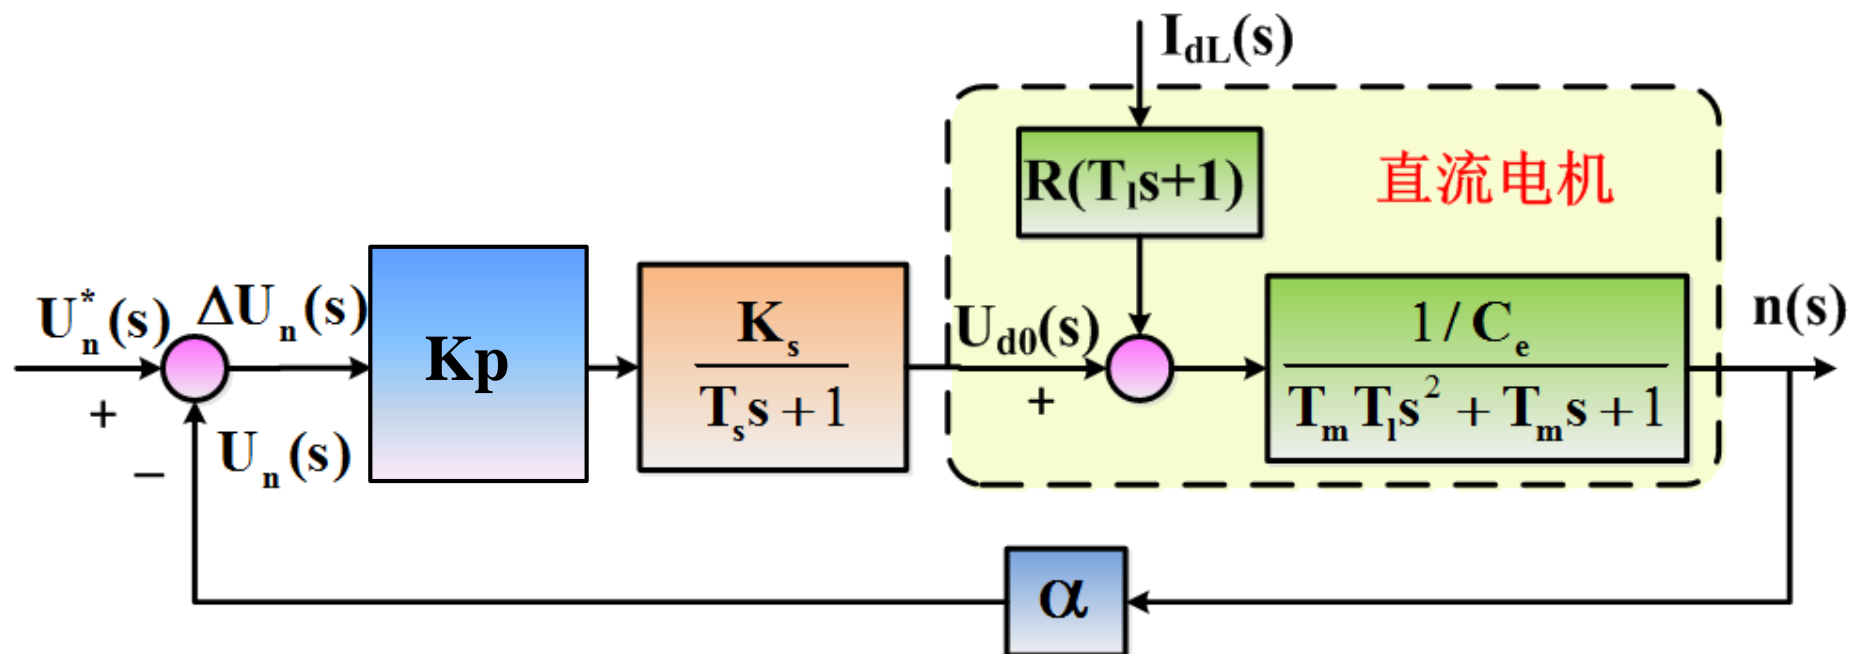 I_dL(s)
R(T_l s+1)
直流电机
U_n^*(s)
ΔU_n(s)
Kp
K_s
T_s s+1
U_d0(s)
1/C_e
T_m T_l s^2+T_m s+1
n(s)
+
+
−
U_n(s)
α